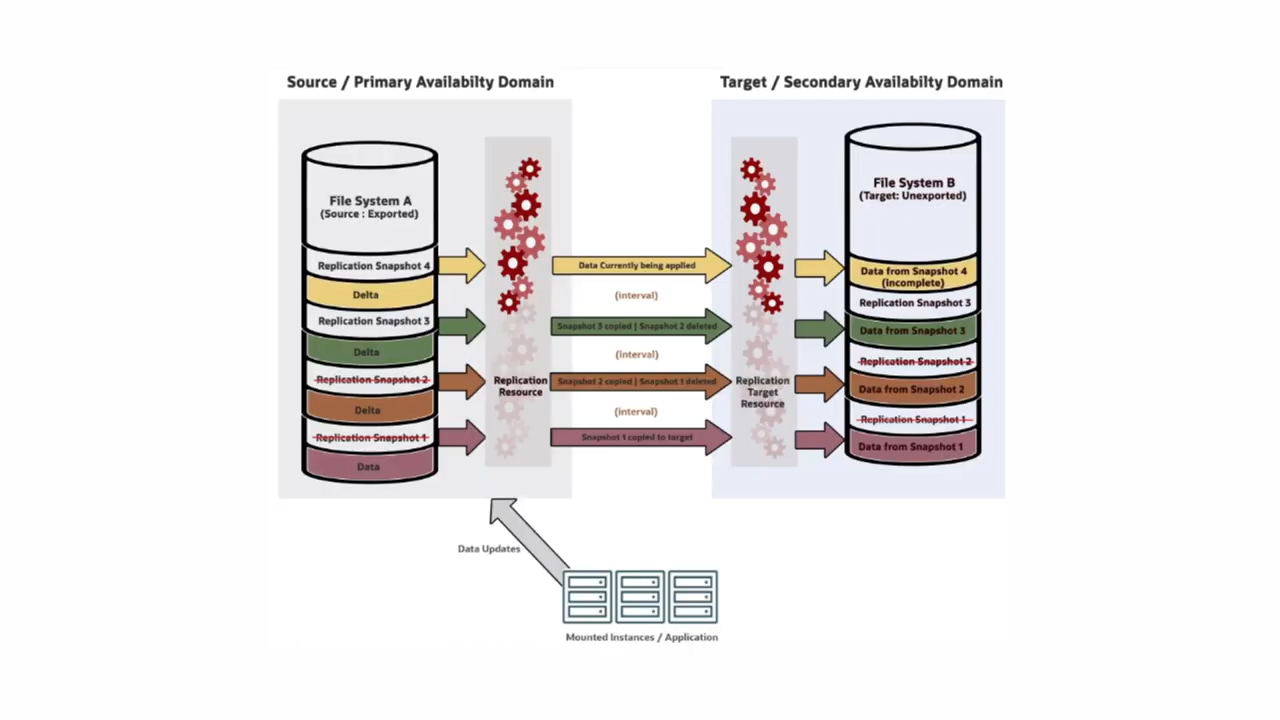 Source / Primary Availabilty Domain
Target / Secondary Availabilty Domain
File System A
(Source : Exported)
Replication Snapshot 4
Delta
Replication Snapshot 3
Delta
Replication Snapshot 2
Delta
Replication Snapshot 1
Data
Replication
Resource
Data Currently being applied
(interval)
Snapshot 3 copied | Snapshot 2 deleted
(interval)
Snapshot 2 copied | Snapshot 1 deleted
(interval)
Snapshot 1 copied to target
Replication
Target
Resource
File System B
(Target: Unexported)
Data from Snapshot 4
(Incomplete)
Replication Snapshot 3
Data from Snapshot 3
Replication Snapshot 2
Data from Snapshot 2
Replication Snapshot 1
Data from Snapshot 1
Data Updates
Mounted Instances / Application